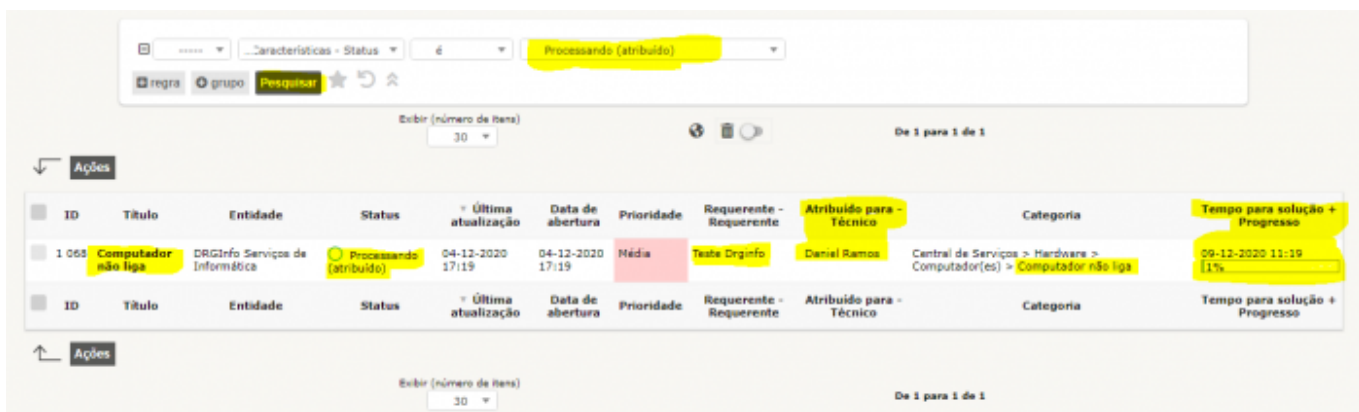 ----- ...Características - Status é Processando (atribuído)
regra grupo Pesquisar
Exibir (número de itens)
30 De 1 para 1 de 1
Ações
ID Título Entidade Status Última atualização Data de abertura Prioridade Requerente - Requerente Atribuído para - Técnico Categoria Tempo para solução + Progresso
1 068 Computador não liga DRGInfo Serviços de Informática Processando (atribuído) 04-12-2020 17:19 04-12-2020 17:19 Média Teste Drginfo Daniel Ramos Central de Serviços > Hardware > Computador(es) > Computador não liga 09-12-2020 11:19 1%
ID Título Entidade Status Última atualização Data de abertura Prioridade Requerente - Requerente Atribuído para - Técnico Categoria Tempo para solução + Progresso
Ações
Exibir (número de itens)
30 De 1 para 1 de 1